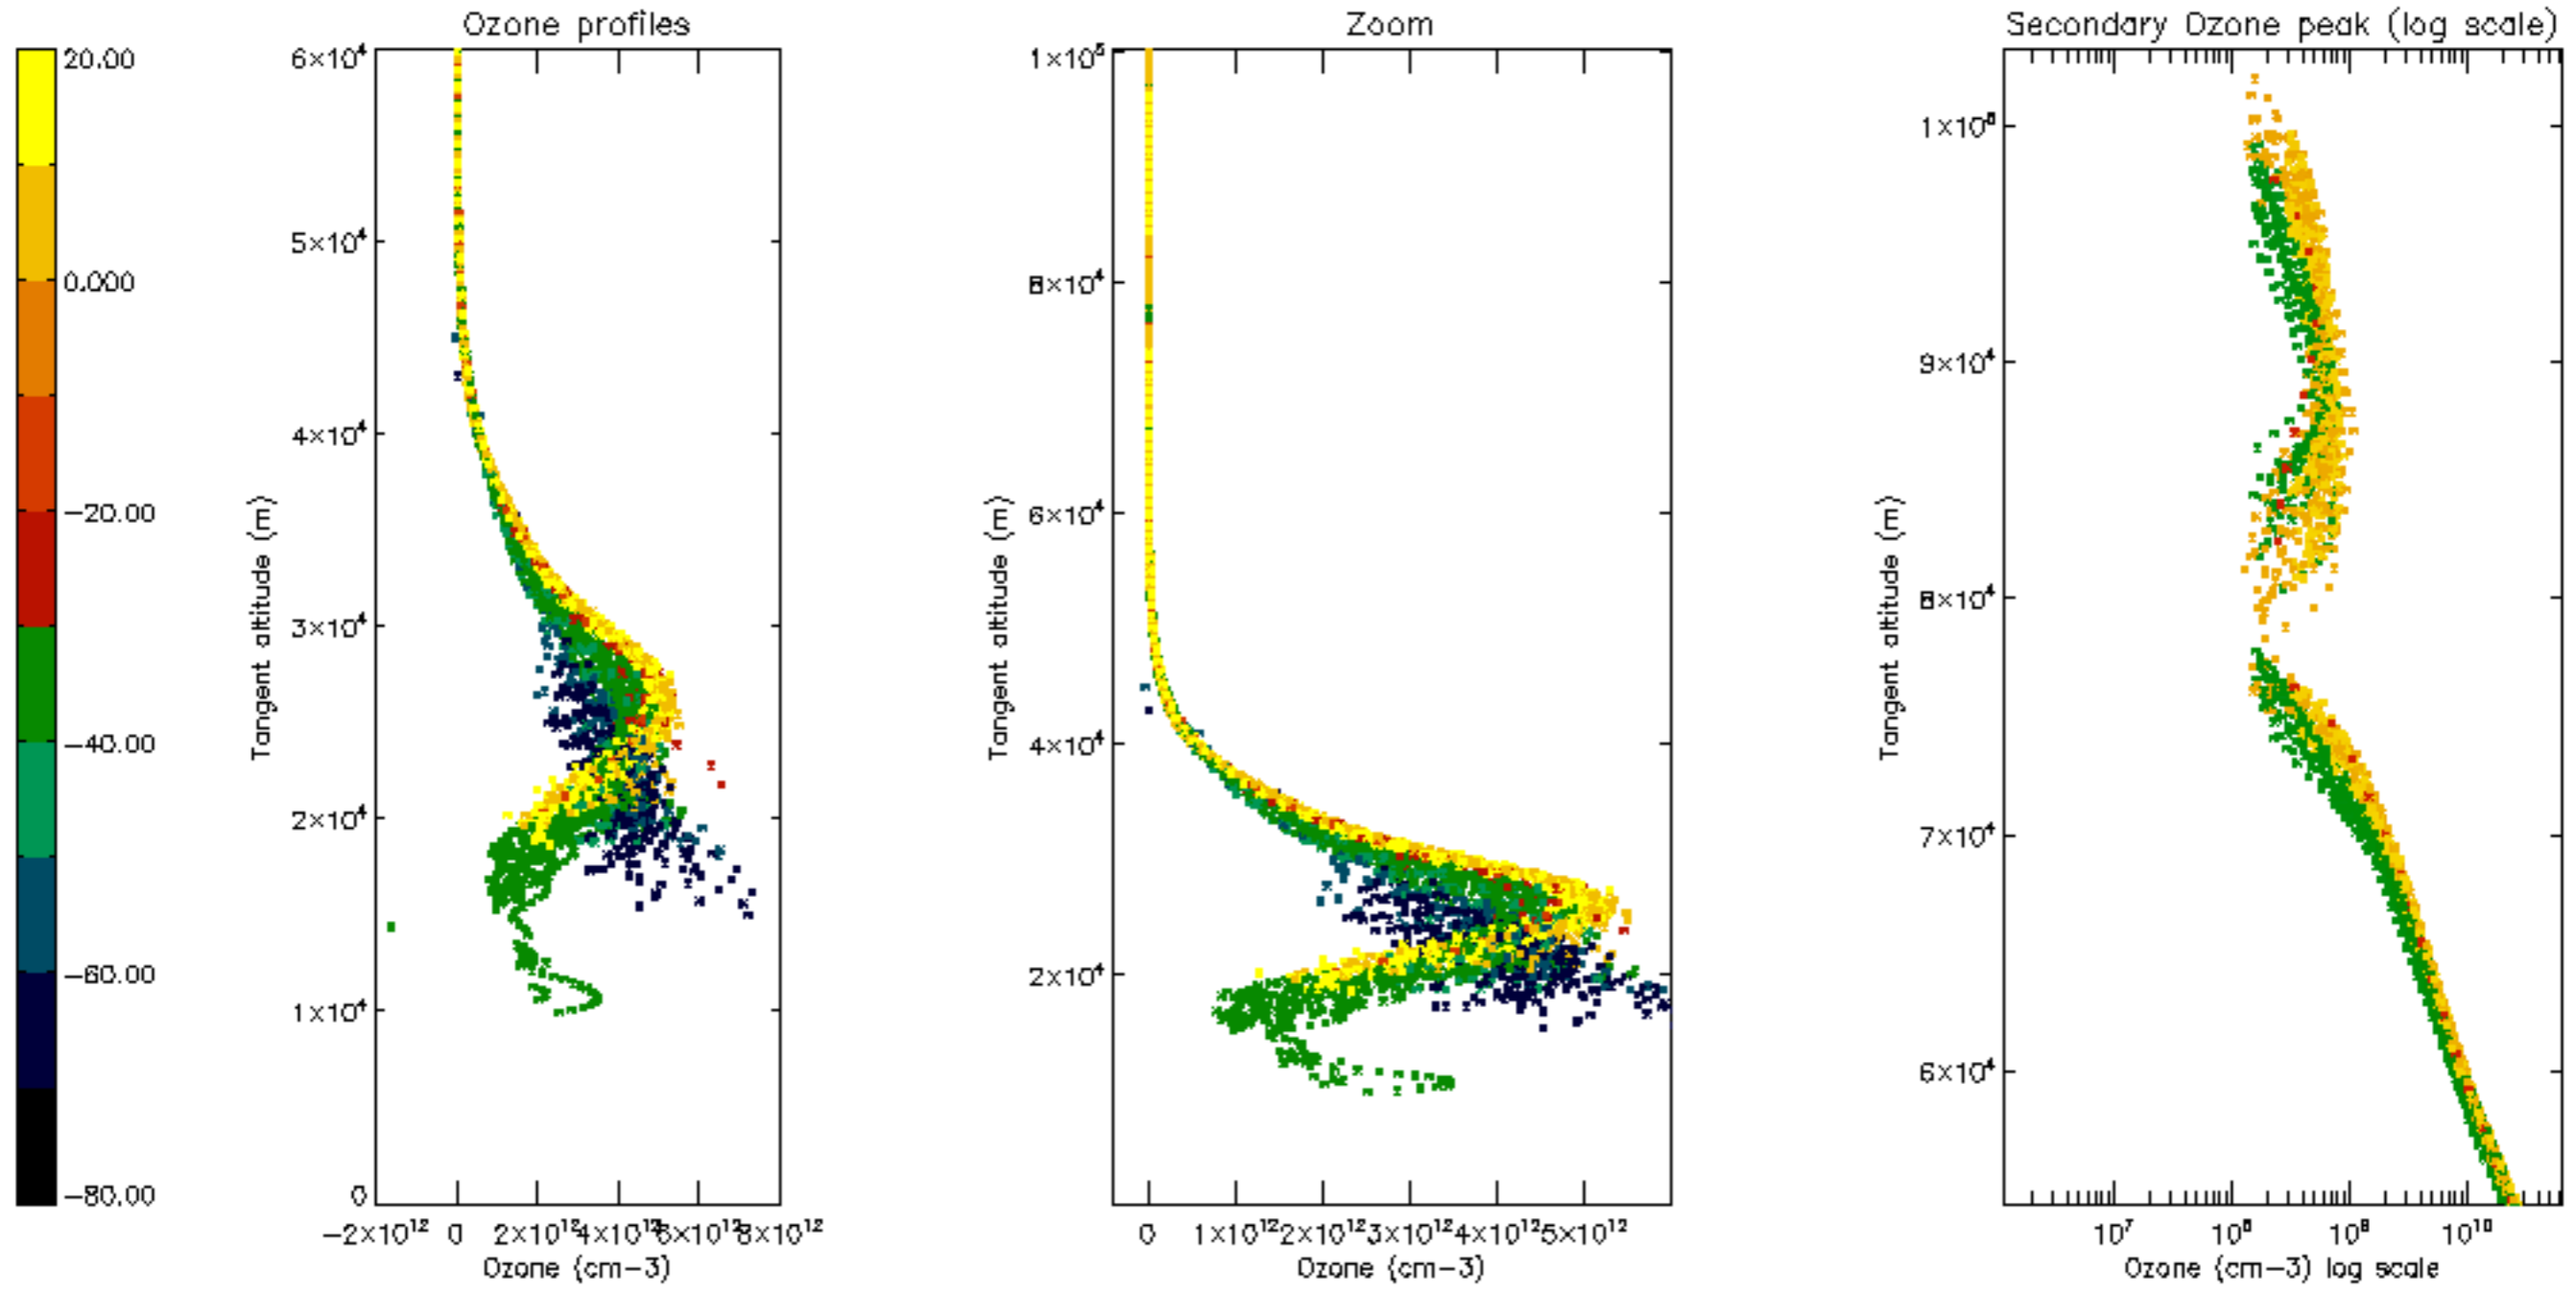 Ozone profiles
Zoom
Secondary Ozone peak (log scale)
20.00
0.000
−20.00
−40.00
−60.00
−80.00
6×10⁴
5×10⁴
4×10⁴
3×10⁴
2×10⁴
1×10⁴
0
Tangent altitude (m)
−2×10¹² 0 2×10¹² 4×10¹² 6×10¹² 8×10¹²
Ozone (cm−3)
1×10⁵
8×10⁴
6×10⁴
4×10⁴
2×10⁴
Tangent altitude (m)
0 1×10¹² 2×10¹² 3×10¹² 4×10¹² 5×10¹²
Ozone (cm−3)
1×10⁵
9×10⁴
8×10⁴
7×10⁴
6×10⁴
Tangent altitude (m)
10⁷ 10⁸ 10⁹ 10¹⁰
Ozone (cm−3) log scale